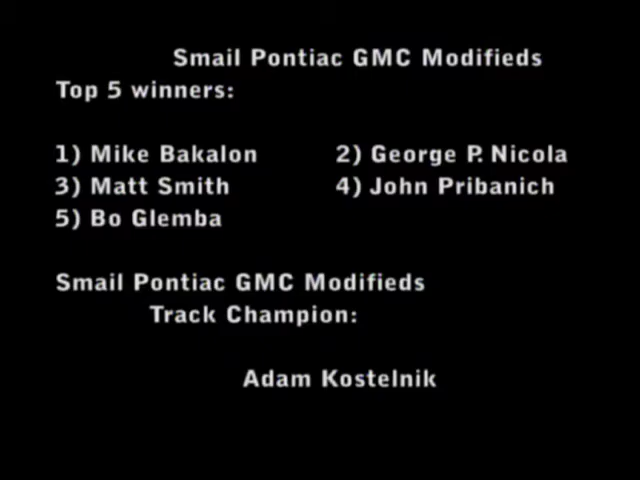 Smail Pontiac GMC Modifieds
Top 5 winners:
1) Mike Bakalon 2) George P. Nicola
3) Matt Smith 4) John Pribanich
5) Bo Glemba
Smail Pontiac GMC Modifieds
Track Champion:
Adam Kostelnik